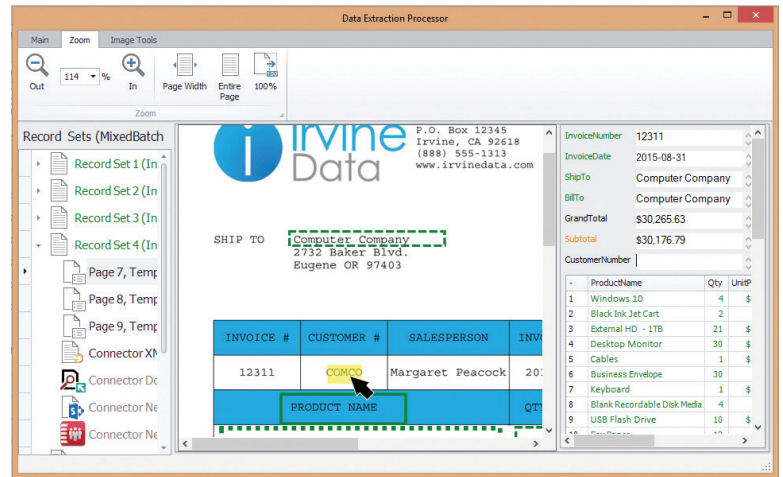 Data Extraction Processor
Main Zoom Image Tools
Out 114 % In Page Width Entire Page 100%
Zoom
Record Sets (MixedBatch
Record Set 1 (In
Record Set 2 (In
Record Set 3 (In
Record Set 4 (In
Page 7, Temp
Page 8, Temp
Page 9, Temp
Connector XM
Connector Do
Connector Ne
Connector Ne
Irvine
Data
P.O. Box 12345
Irvine, CA 92618
(888) 555-1313
www.irvinedata.com
SHIP TO Computer Company
2732 Baker Blvd.
Eugene OR 97403
INVOICE # CUSTOMER # SALESPERSON INVO
12311 COMCO Margaret Peacock 201
PRODUCT NAME QTY
InvoiceNumber 12311
InvoiceDate 2015-08-31
ShipTo Computer Company
BillTo Computer Company
GrandTotal $30,265.63
Subtotal $30,176.79
CustomerNumber
- ProductName Qty UnitP
1 Windows 10 4 $
2 Black Ink Jet Cart 2
3 External HD - 1TB 21 $
4 Desktop Monitor 30 $
5 Cables 1 $
6 Business Envelope 30
7 Keyboard 1 $
8 Blank Recordable Disk Media 4
9 USB Flash Drive 10 $